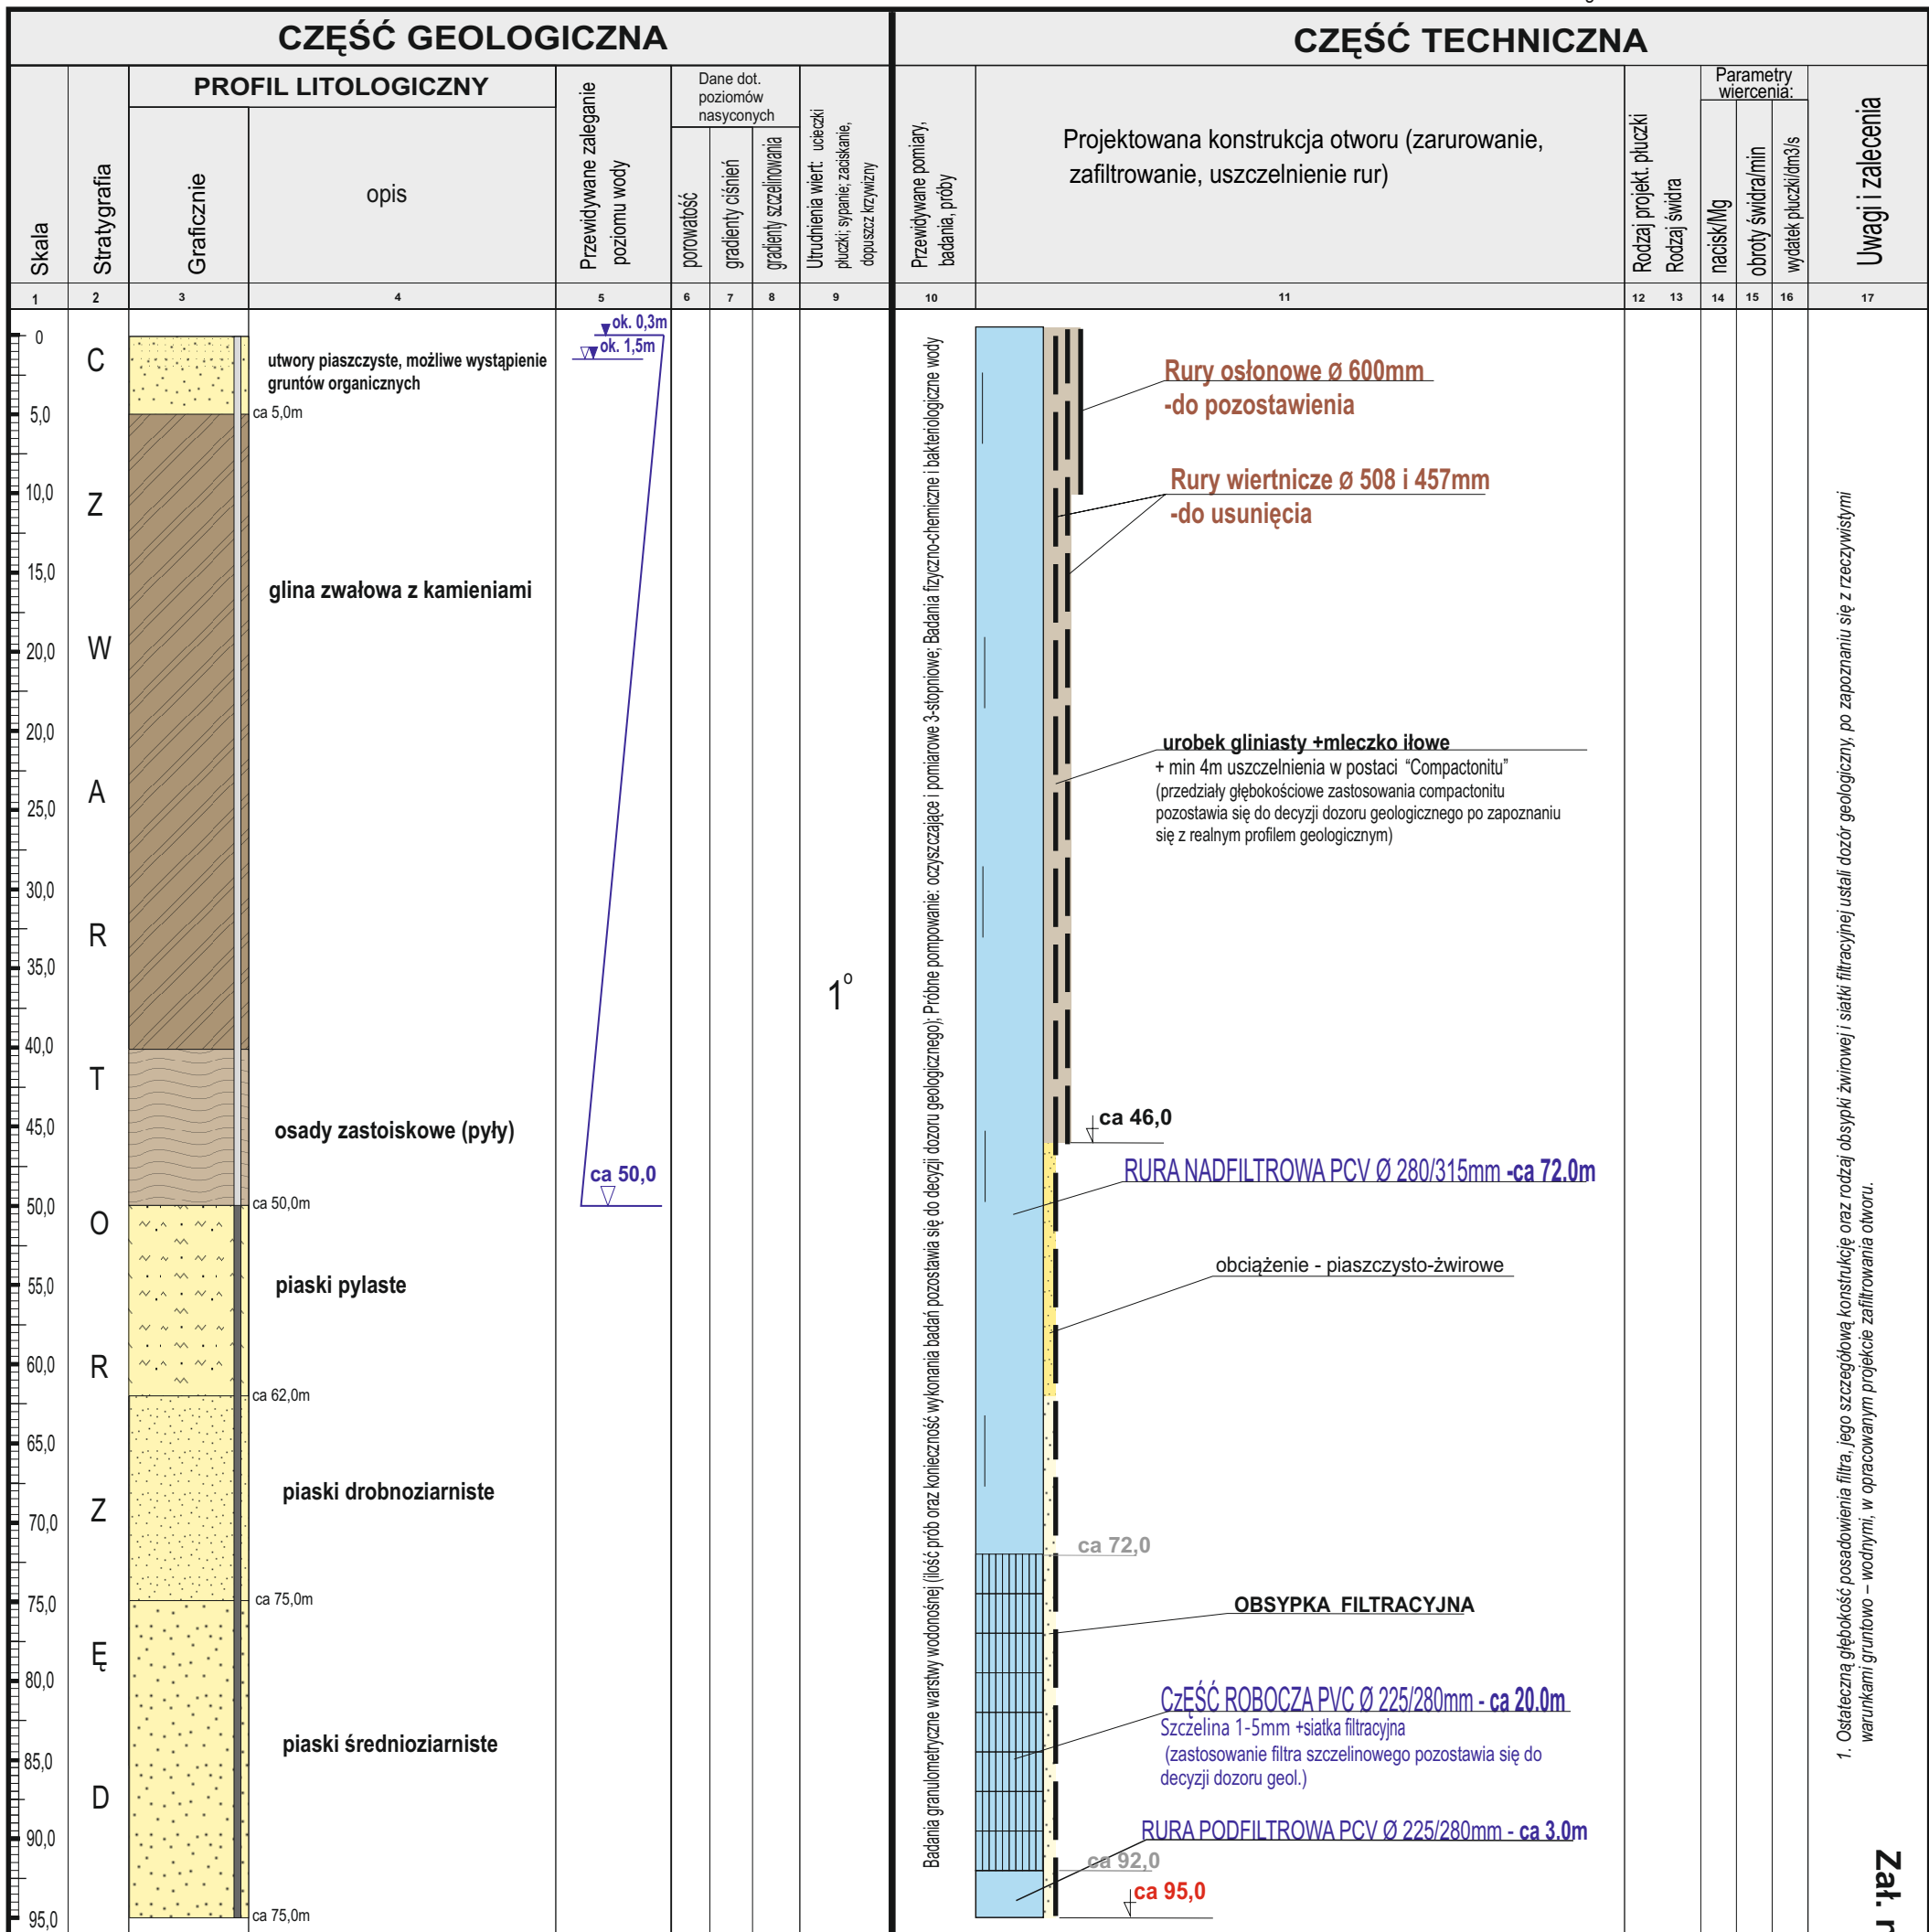 CZĘŚĆ GEOLOGICZNA
CZĘŚĆ TECHNICZNA
Skala
Stratygrafia
PROFIL LITOLOGICZNY
Graficznie
opis
Przewidywane zaleganie
poziomu wody
Dane dot.
poziomów
nasyconych
porowatość
gradienty ciśnień
gradienty szczelinowania
Utrudnienia wiert. ucieczki
płuczki; sypanie; zaciskanie,
dopuszcz krzywizny
Przewidywane pomiary,
badania, próby
Projektowana konstrukcja otworu (zarurowanie,
zafiltrowanie, uszczelnienie rur)
Rodzaj projekt. płuczki
Rodzaj świdra
Parametry
wiercenia:
nacisk/Mg
obroty świdra/min
wydatek płuczki/dm3/s
Uwagi i zalecenia
1 2 3 4 5 6 7 8 9 10 11 12 13 14 15 16 17
0
5,0
10,0
15,0
20,0
20,0
25,0
30,0
35,0
40,0
45,0
50,0
55,0
60,0
65,0
70,0
75,0
80,0
85,0
90,0
95,0
C
Z
W
A
R
T
O
R
Z
Ę
D
utwory piaszczyste, możliwe wystąpienie
gruntów organicznych
ca 5,0m
glina zwałowa z kamieniami
osady zastoiskowe (pyły)
ca 50,0m
piaski pylaste
ca 62,0m
piaski drobnoziarniste
ca 75,0m
piaski średnioziarniste
ca 75,0m
ok. 0,3m
ok. 1,5m
ca 50,0
1°
Badania granulometryczne warstwy wodonośnej (ilość prób oraz konieczność wykonania badań pozostawia się do decyzji dozoru geologicznego); Próbne pompowanie: oczyszczające i pomiarowe 3-stopniowe; Badania fizyczno-chemiczne i bakteriologiczne wody
Rury osłonowe Ø 600mm
-do pozostawienia
Rury wiertnicze Ø 508 i 457mm
-do usunięcia
urobek gliniasty +mleczko iłowe
+ min 4m uszczelnienia w postaci “Compactonitu”
(przedziały głębokościowe zastosowania compactonitu
pozostawia się do decyzji dozoru geologicznego po zapoznaniu
się z realnym profilem geologicznym)
ca 46,0
RURA NADFILTROWA PCV Ø 280/315mm -ca 72.0m
obciążenie - piaszczysto-żwirowe
ca 72,0
OBSYPKA FILTRACYJNA
CzĘŚĆ ROBOCZA PVC Ø 225/280mm - ca 20.0m
Szczelina 1-5mm +siatka filtracyjna
(zastosowanie filtra szczelinowego pozostawia się do
decyzji dozoru geol.)
RURA PODFILTROWA PCV Ø 225/280mm - ca 3.0m
ca 92,0
ca 95,0
1. Ostateczną głębokość posadowienia filtra, jego szczegółową konstrukcję oraz rodzaj obsypki żwirowej i siatki filtracyjnej ustali dozór geologiczny, po zapoznaniu się z rzeczywistymi
warunkami gruntowo – wodnymi, w opracowanym projekcie zafiltrowania otworu.
Zał.